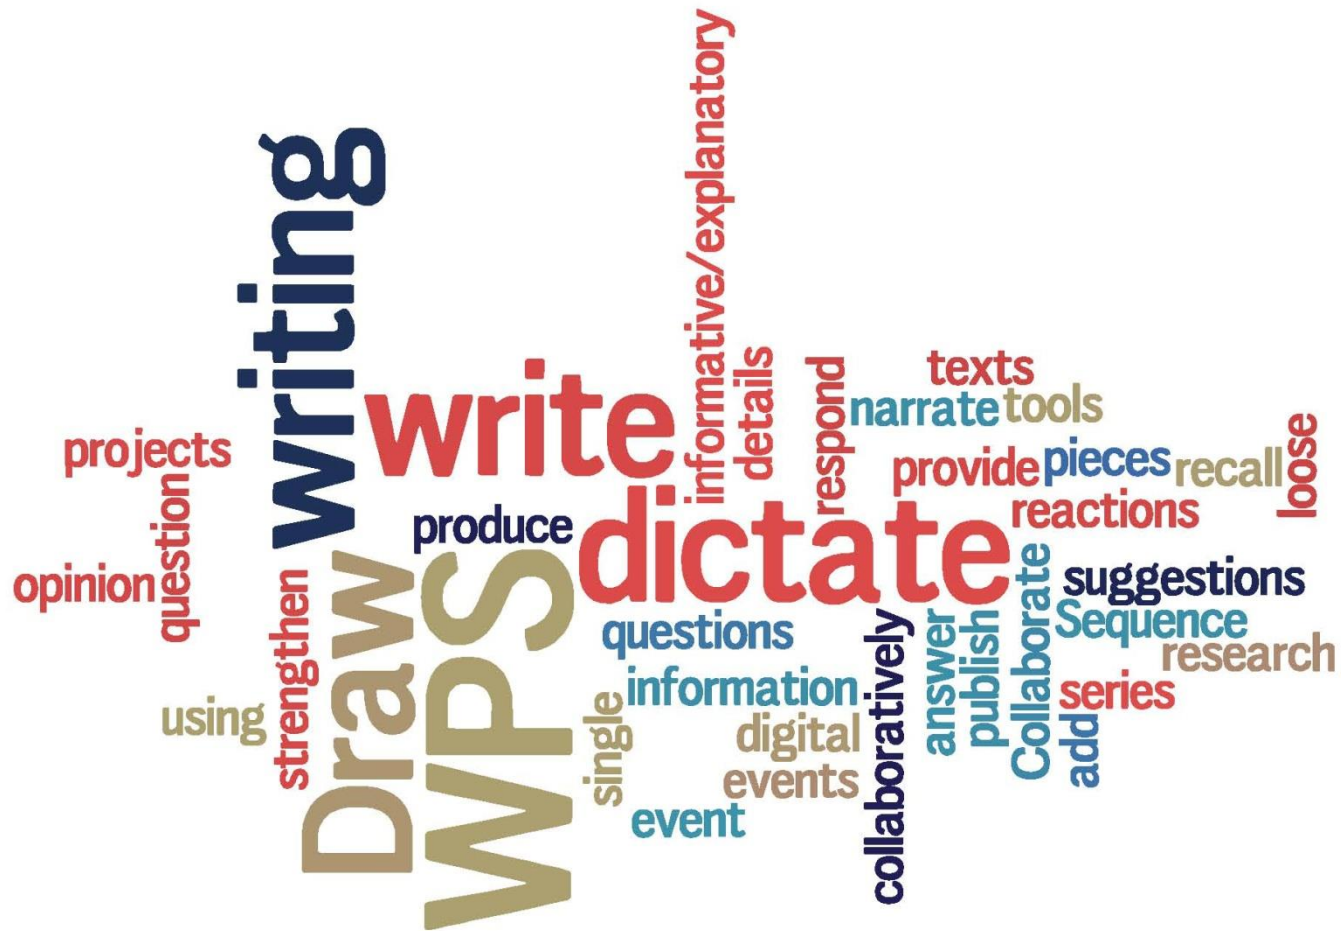 informative/explanatory
writing
write
details
respond
texts
narrate
tools
projects
question
opinion
produce
dictate
provide
pieces
recall
loose
reactions
strengthen
Draw
WPS
using
questions
information
single
digital
events
event
collaboratively
answer
publish
Collaborate
suggestions
Sequence
research
series
add